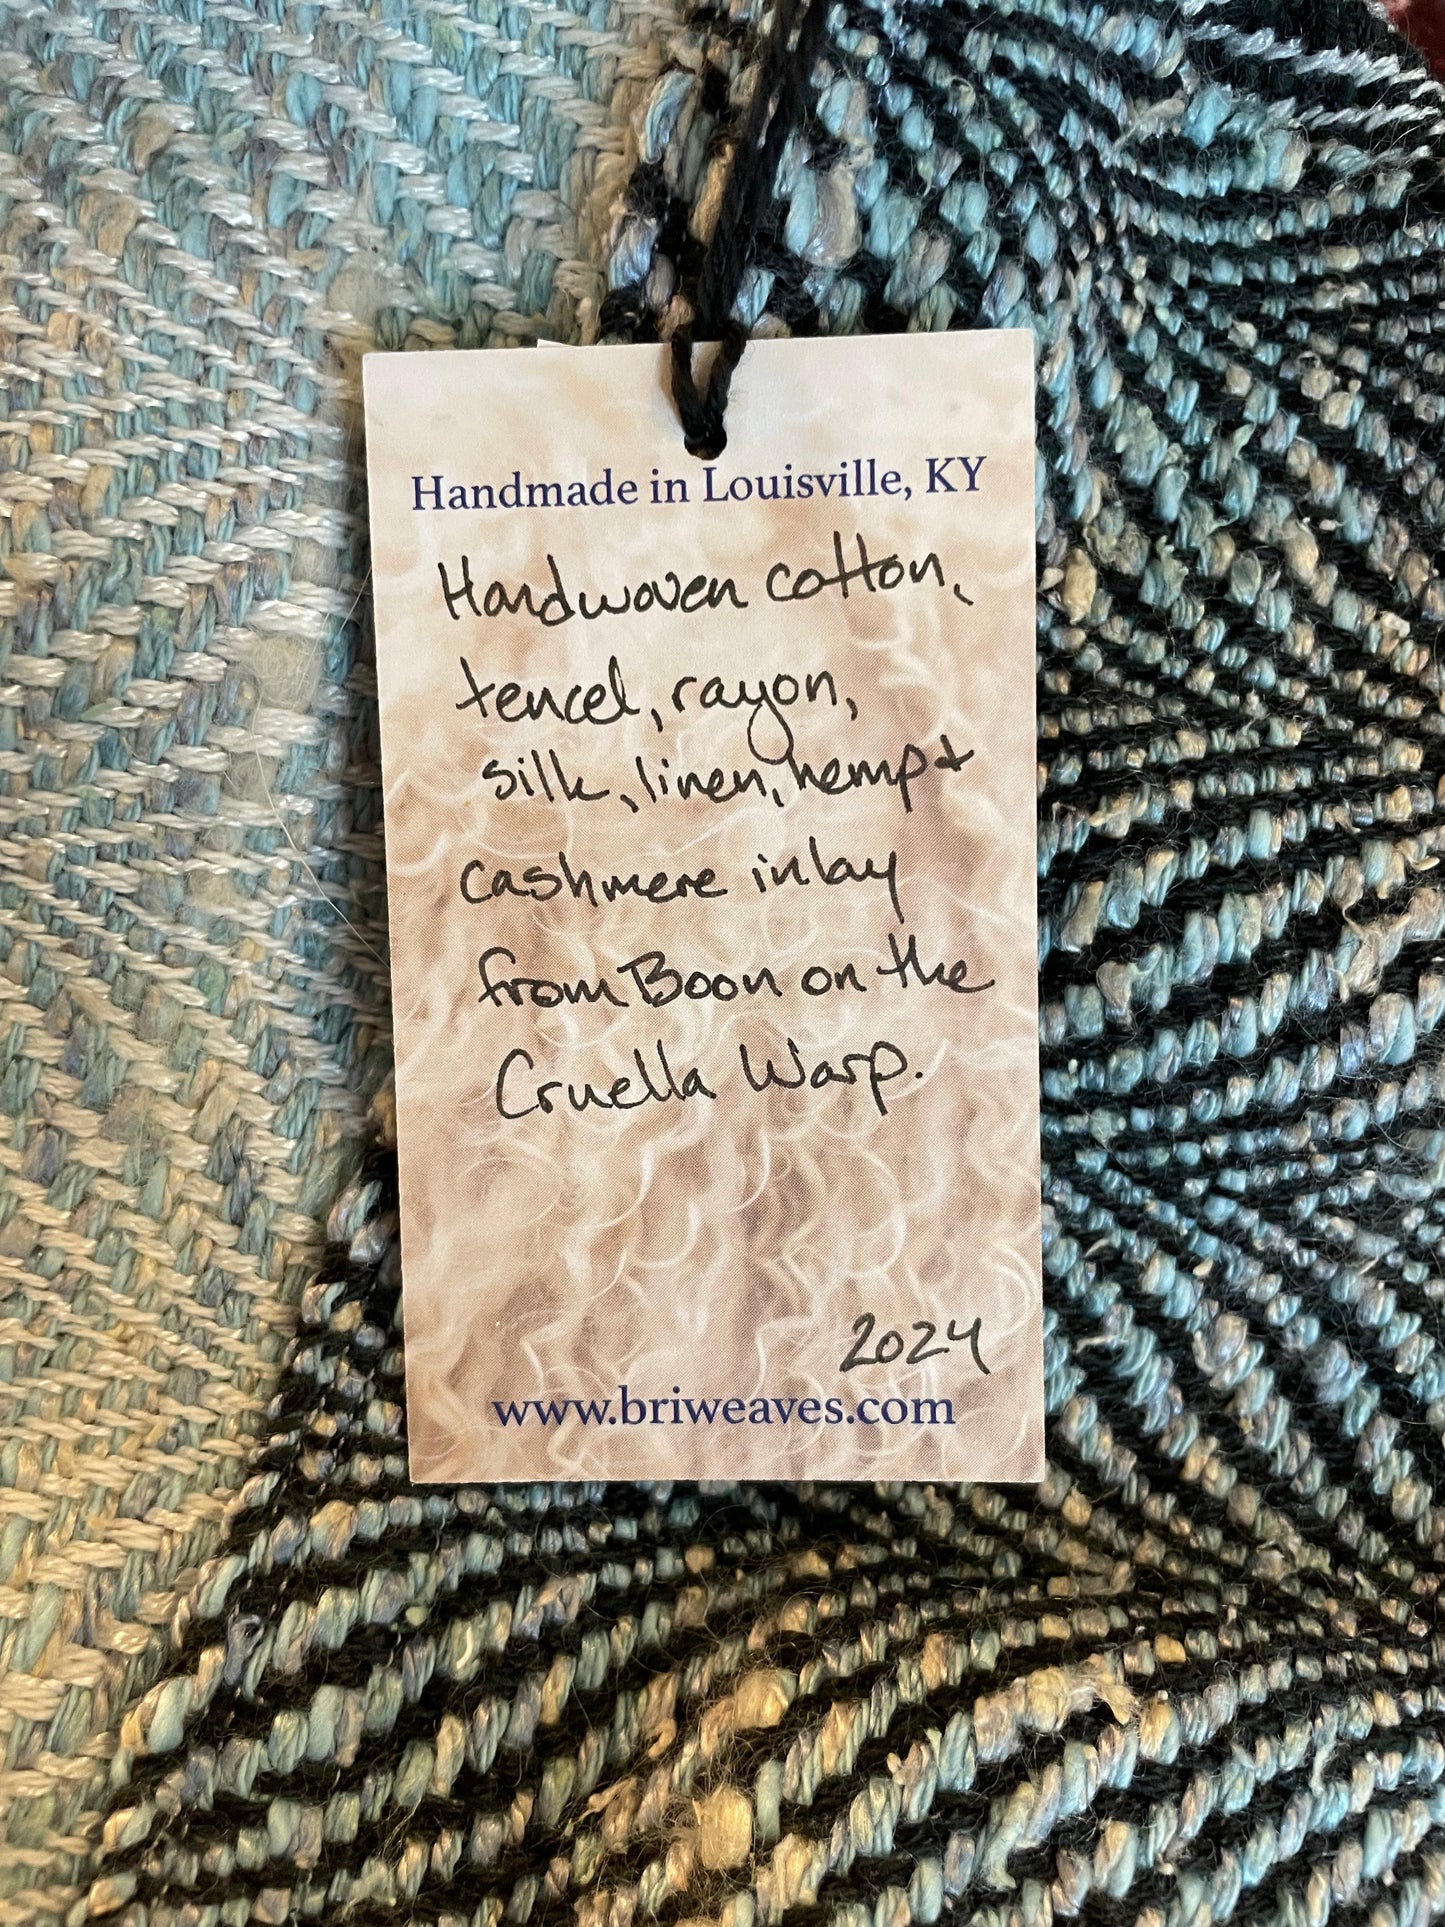 Handmade in Louisville, KY
Handwoven cotton,
tencel, rayon,
silk, linen, hemp +
cashmere inlay
from Boon on the
Cruella Warp.
2024
www.briweaves.com